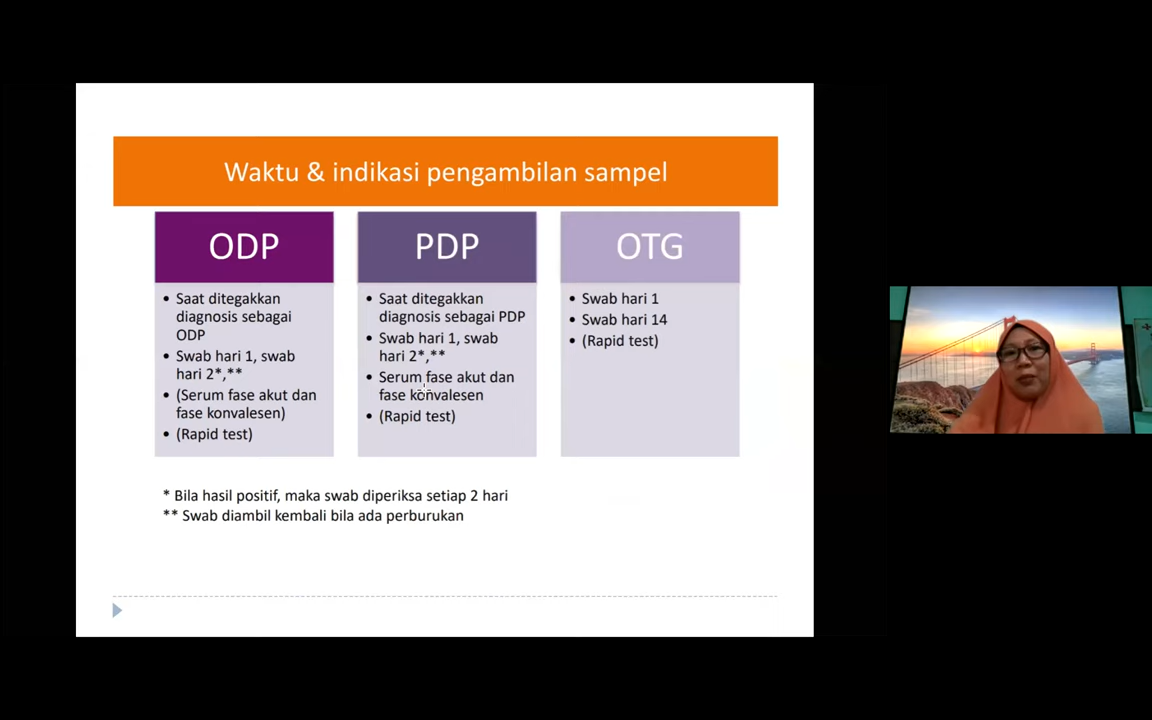 Waktu & indikasi pengambilan sampel
ODP
• Saat ditegakkan
diagnosis sebagai
ODP
• Swab hari 1, swab
hari 2*,**
• (Serum fase akut dan
fase konvalesen)
• (Rapid test)
PDP
• Saat ditegakkan
diagnosis sebagai PDP
• Swab hari 1, swab
hari 2*,**
• Serum fase akut dan
fase konvalesen
• (Rapid test)
OTG
• Swab hari 1
• Swab hari 14
• (Rapid test)
* Bila hasil positif, maka swab diperiksa setiap 2 hari
** Swab diambil kembali bila ada perburukan